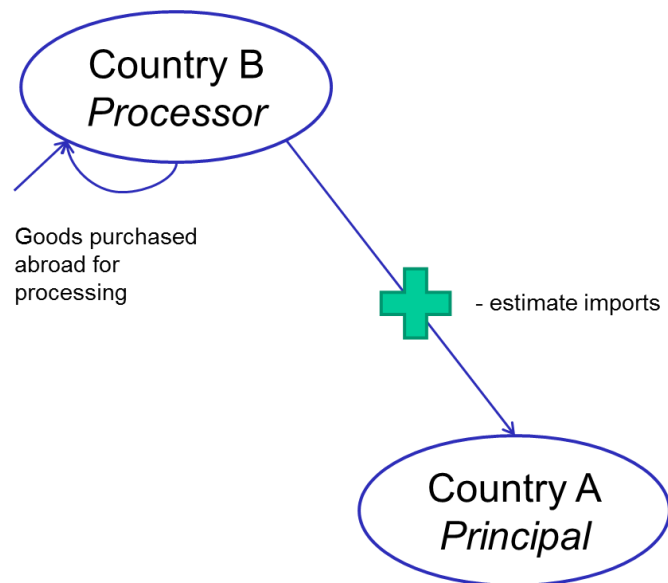 Country B
Processor
Goods purchased
abroad for
processing
- estimate imports
Country A
Principal